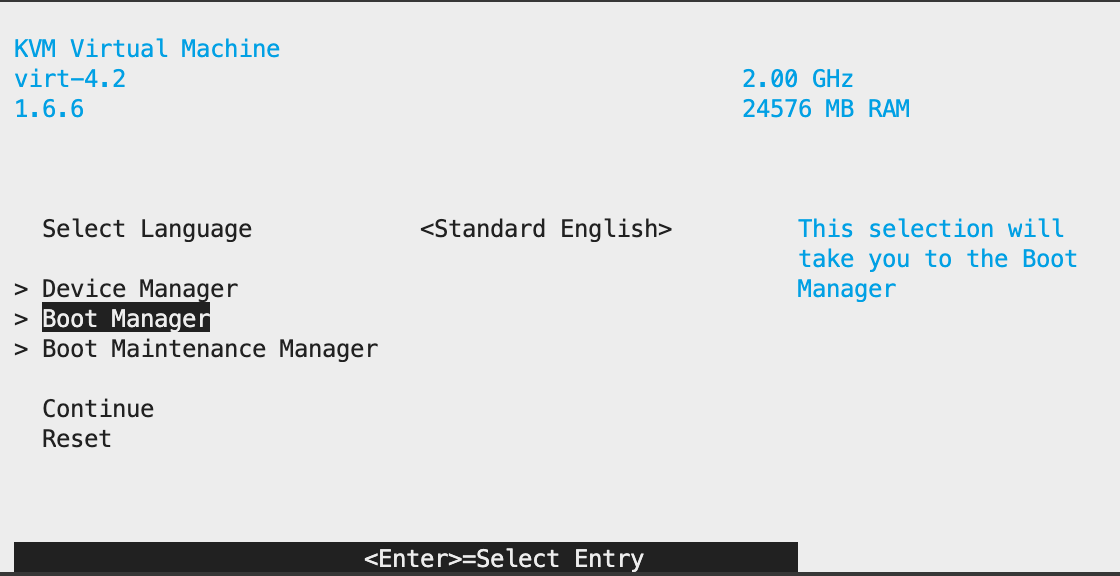 KVM Virtual Machine
virt-4.2 2.00 GHz
1.6.6 24576 MB RAM
Select Language <Standard English> This selection will
take you to the Boot
> Device Manager Manager
> Boot Manager
> Boot Maintenance Manager
Continue
Reset
<Enter>=Select Entry